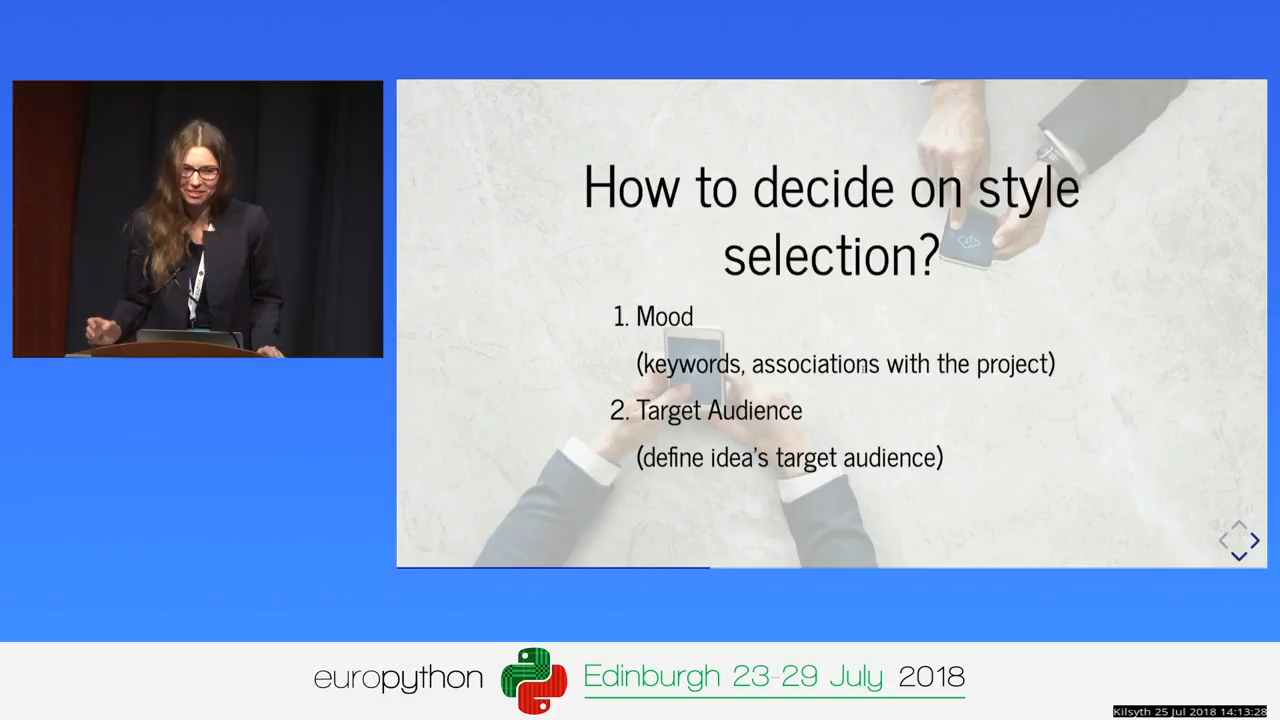 How to decide on style
selection?
1. Mood
(keywords, associations with the project)
2. Target Audience
(define idea's target audience)
europython Edinburgh 23-29 July 2018
Kilsyth 25 Jul 2018 14:13:28